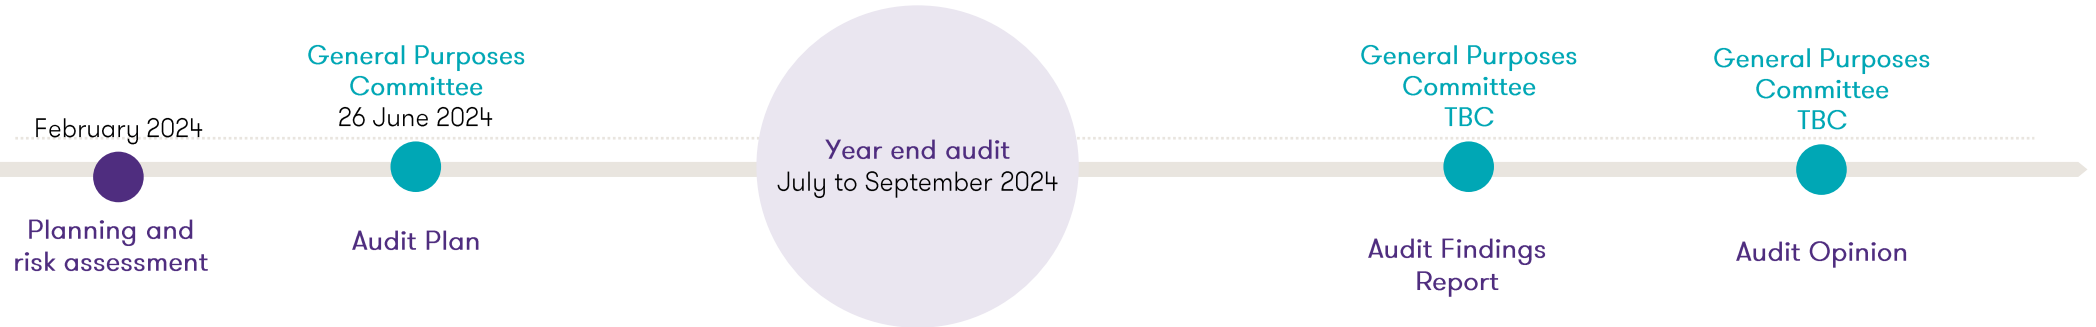 February 2024
Planning and
risk assessment
General Purposes
Committee
26 June 2024
Audit Plan
Year end audit
July to September 2024
General Purposes
Committee
TBC
Audit Findings
Report
General Purposes
Committee
TBC
Audit Opinion